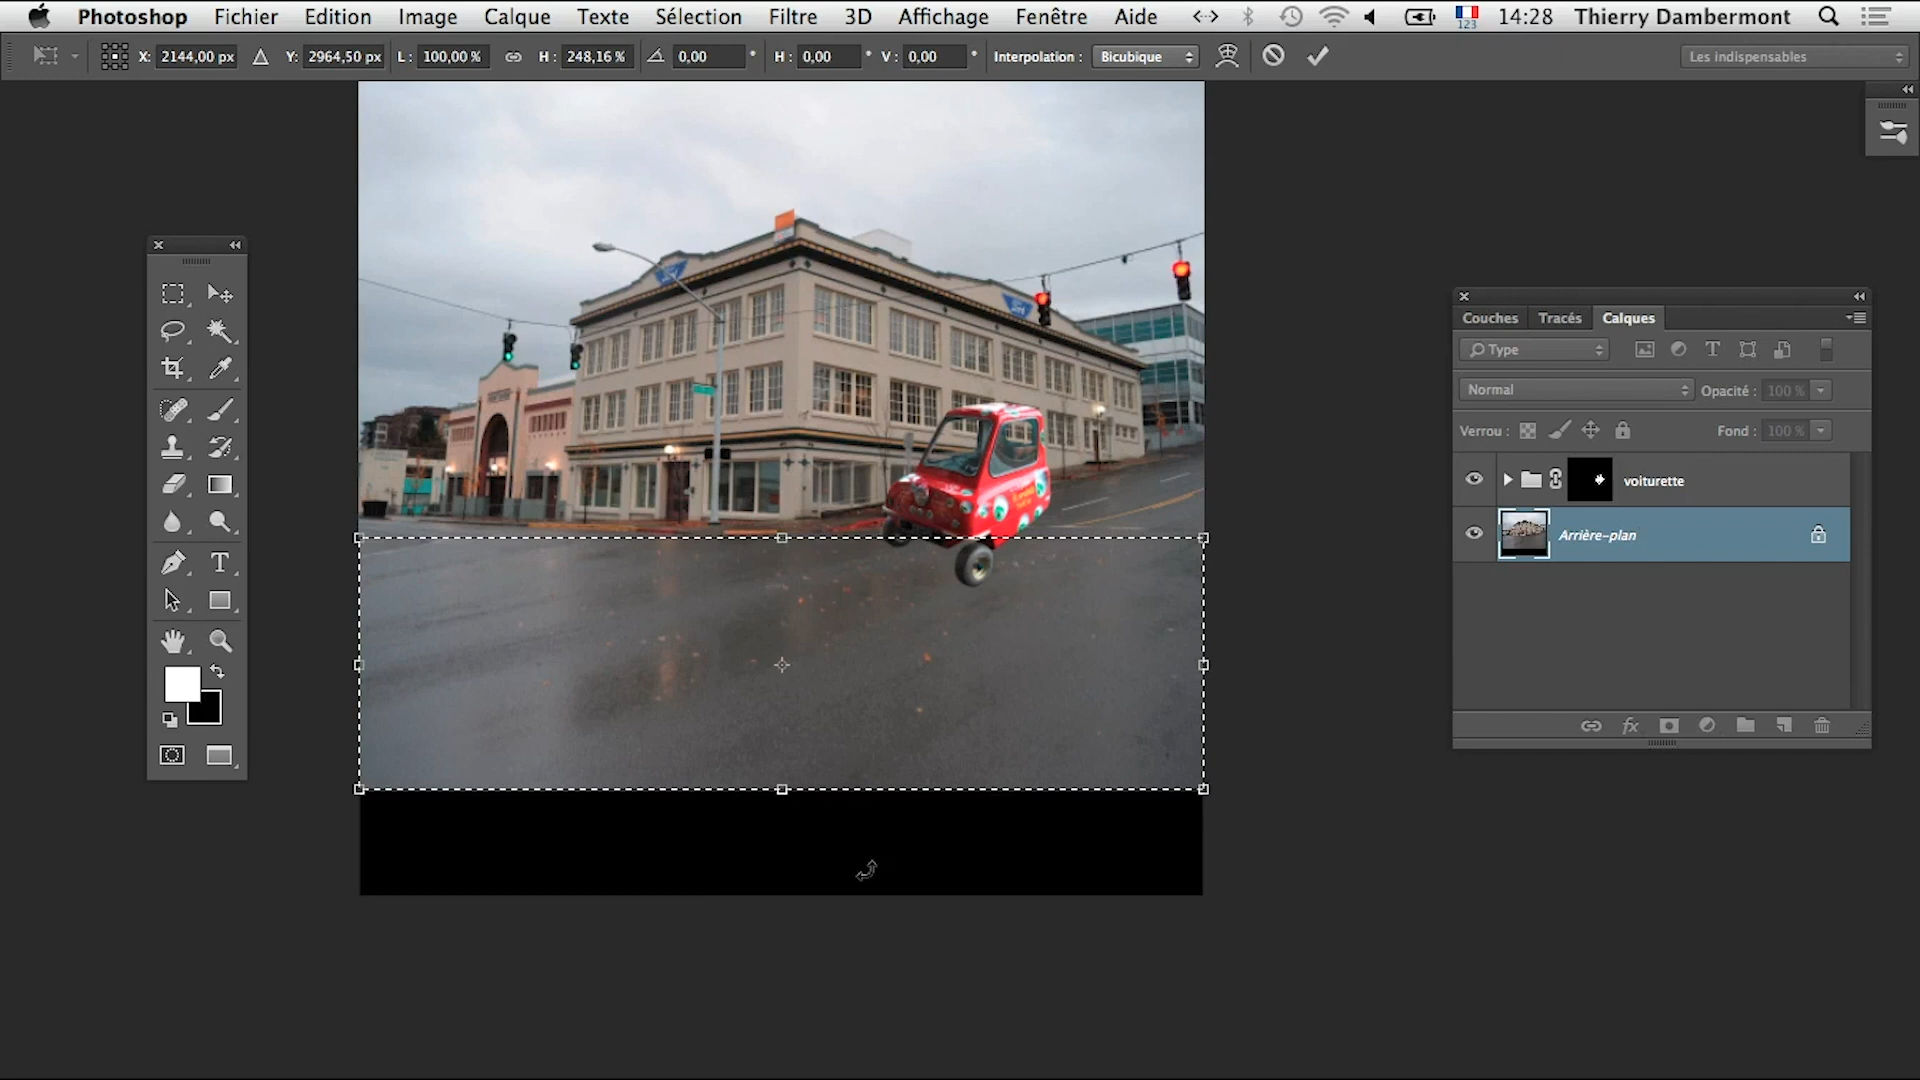 Photoshop Fichier Edition Image Calque Texte Sélection Filtre 3D Affichage Fenêtre Aide 123 14:28 Thierry Dambermont
X: 2144,00 px Y: 2964,50 px L: 100,00 % H: 248,16 % 0,00 ° H: 0,00 ° V: 0,00 ° Interpolation : Bicubique Les indispensables
Couches Tracés Calques
Type
Normal Opacité : 100 %
Verrou : Fond : 100 %
voiturette
Arrière-plan